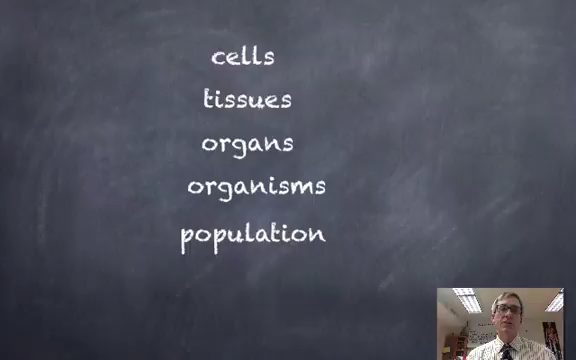 cells
tissues
organs
organisms
population